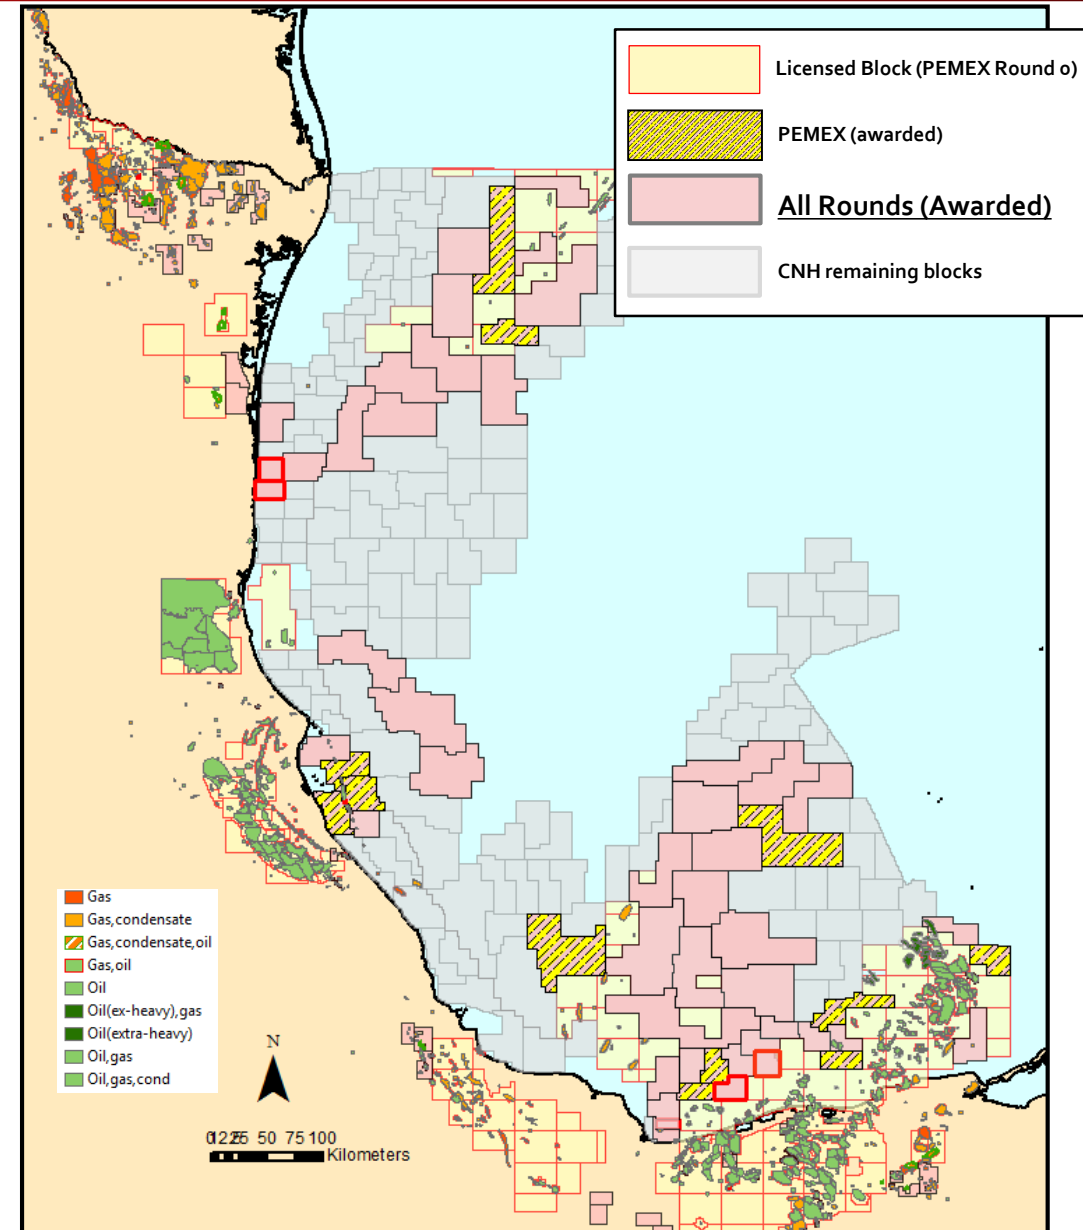 Licensed Block (PEMEX Round 0)
PEMEX (awarded)
All Rounds (Awarded)
CNH remaining blocks
Gas
Gas,condensate
Gas,condensate,oil
Gas,oil
Oil
Oil(ex-heavy),gas
Oil(extra-heavy)
Oil,gas
Oil,gas,cond
N
50 75 100
Kilometers